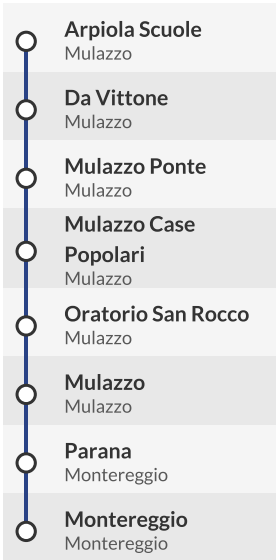 Arpiola Scuole
Mulazzo
Da Vittone
Mulazzo
Mulazzo Ponte
Mulazzo
Mulazzo Case
Popolari
Mulazzo
Oratorio San Rocco
Mulazzo
Mulazzo
Mulazzo
Parana
Montereggio
Montereggio
Montereggio